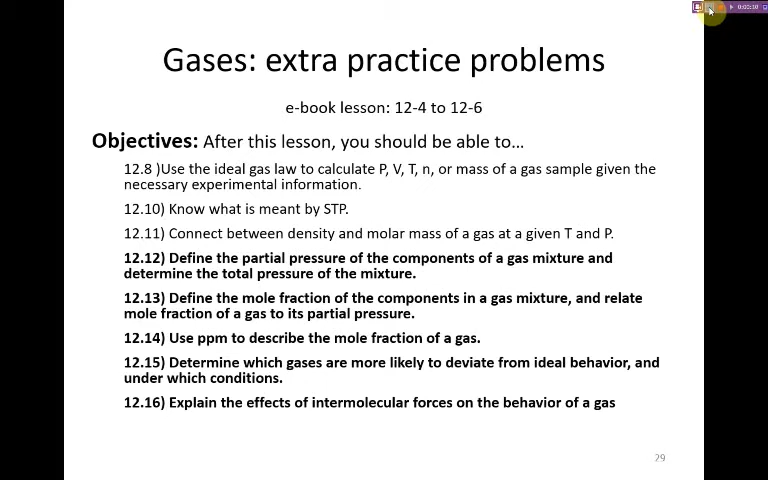 Gases: extra practice problems
e-book lesson: 12-4 to 12-6
Objectives: After this lesson, you should be able to…
12.8 )Use the ideal gas law to calculate P, V, T, n, or mass of a gas sample given the
necessary experimental information.
12.10) Know what is meant by STP.
12.11) Connect between density and molar mass of a gas at a given T and P.
12.12) Define the partial pressure of the components of a gas mixture and
determine the total pressure of the mixture.
12.13) Define the mole fraction of the components in a gas mixture, and relate
mole fraction of a gas to its partial pressure.
12.14) Use ppm to describe the mole fraction of a gas.
12.15) Determine which gases are more likely to deviate from ideal behavior, and
under which conditions.
12.16) Explain the effects of intermolecular forces on the behavior of a gas
29